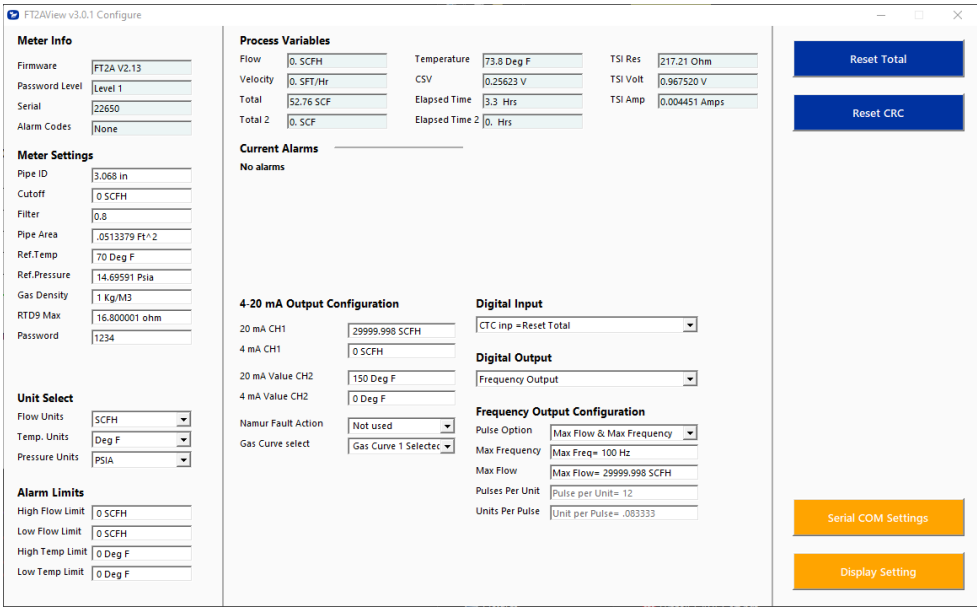 FT2AView v3.0.1 Configure
Meter Info
Firmware FT2A V2.13
Password Level Level 1
Serial 22650
Alarm Codes None
Meter Settings
Pipe ID 3.068 in
Cutoff 0 SCFH
Filter 0.8
Pipe Area .0513379 Ft^2
Ref.Temp 70 Deg F
Ref.Pressure 14.69591 Psia
Gas Density 1 Kg/M3
RTD9 Max 16.800001 ohm
Password 1234
Unit Select
Flow Units SCFH
Temp. Units Deg F
Pressure Units PSIA
Alarm Limits
High Flow Limit 0 SCFH
Low Flow Limit 0 SCFH
High Temp Limit 0 Deg F
Low Temp Limit 0 Deg F
Process Variables
Flow 0. SCFH Temperature 73.8 Deg F TSI Res 217.21 Ohm
Velocity 0. SFT/Hr CSV 0.25623 V TSI Volt 0.967520 V
Total 52.76 SCF Elapsed Time 3.3 Hrs TSI Amp 0.004451 Amps
Total 2 0. SCF Elapsed Time 2 0. Hrs
Current Alarms
No alarms
4-20 mA Output Configuration
20 mA CH1 29999.998 SCFH
4 mA CH1 0 SCFH
20 mA Value CH2 150 Deg F
4 mA Value CH2 0 Deg F
Namur Fault Action Not used
Gas Curve select Gas Curve 1 Selectec
Digital Input
CTC inp =Reset Total
Digital Output
Frequency Output
Frequency Output Configuration
Pulse Option Max Flow & Max Frequency
Max Frequency Max Freq= 100 Hz
Max Flow Max Flow= 29999.998 SCFH
Pulses Per Unit Pulse per Unit= 12
Units Per Pulse Unit per Pulse= .083333
Reset Total
Reset CRC
Serial COM Settings
Display Setting